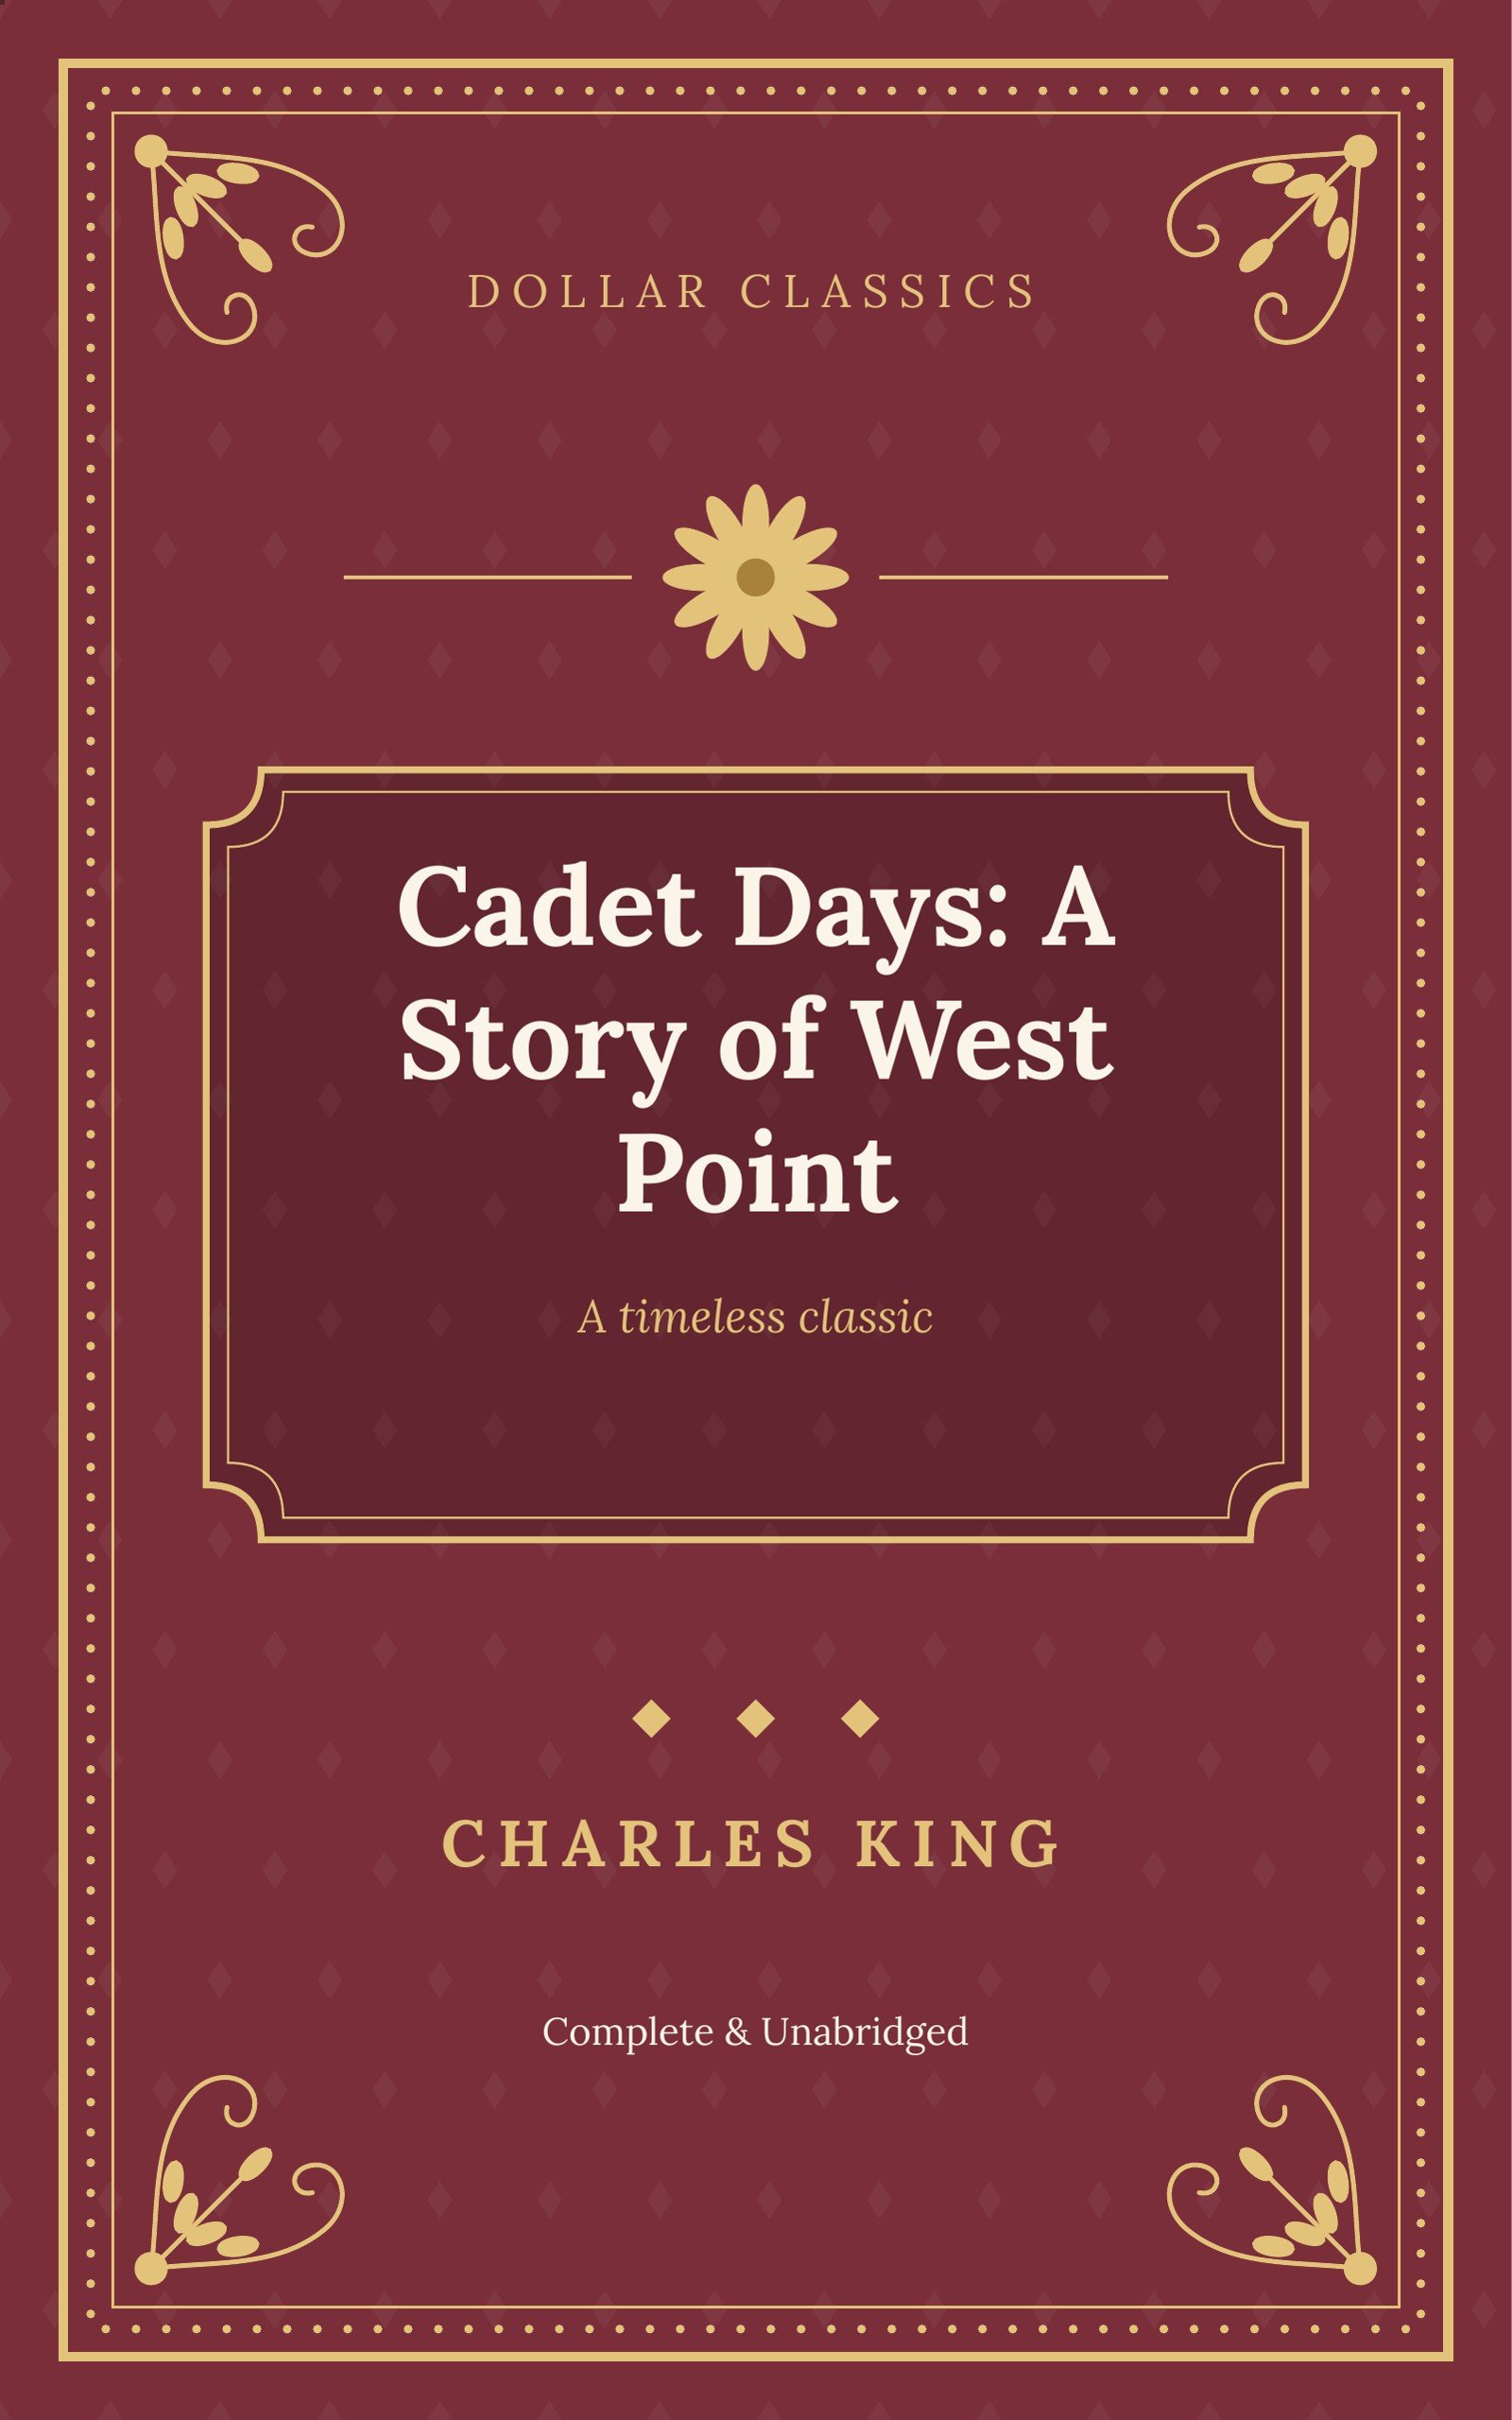 DOLLAR CLASSICS
Cadet Days: A
Story of West
Point
A timeless classic
CHARLES KING
Complete & Unabridged